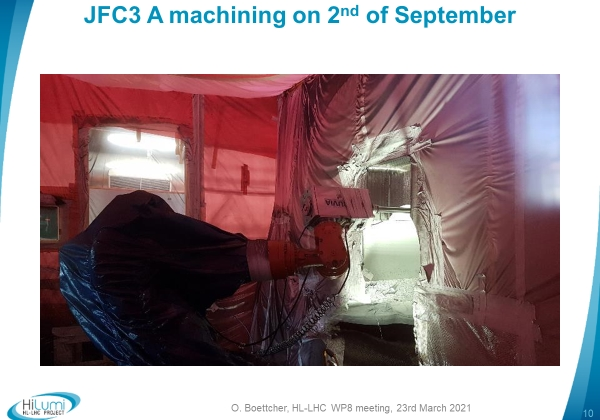 JFC3 A machining on 2nd of September
HiLumi
HL-LHC PROJECT
O. Boettcher, HL-LHC WP8 meeting, 23rd March 2021
10